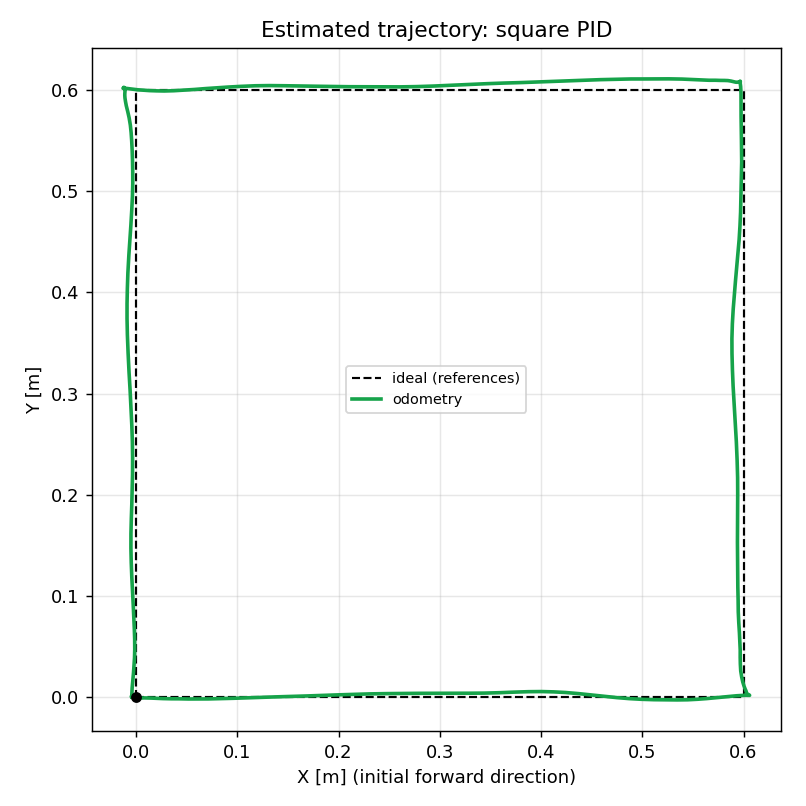 Estimated trajectory: square PID
0.6
0.5
0.4
0.3
0.2
0.1
0.0
Y [m]
ideal (references)
odometry
0.0 0.1 0.2 0.3 0.4 0.5 0.6
X [m] (initial forward direction)